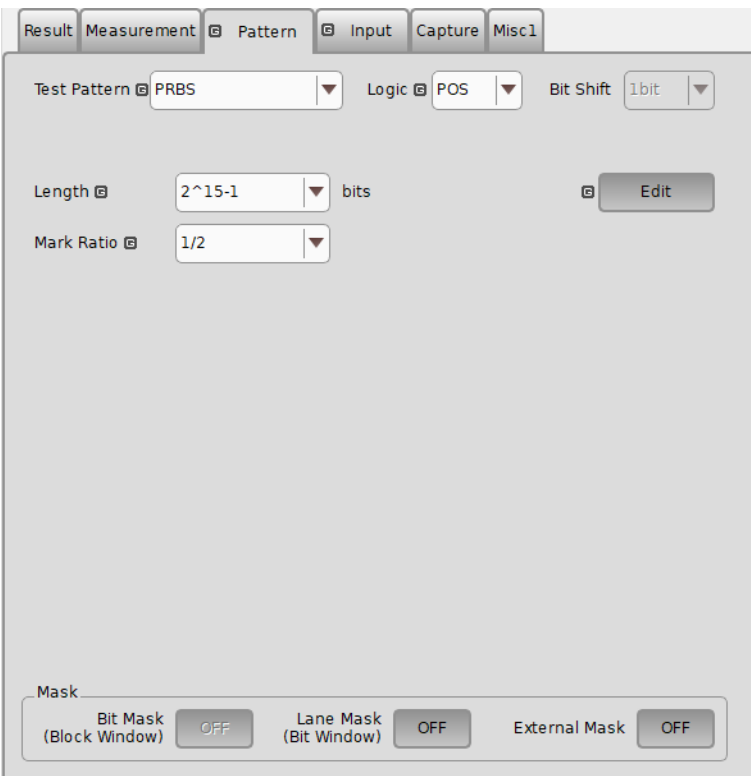 Result Measurement G Pattern G Input Capture Misc1
Test Pattern G PRBS Logic G POS Bit Shift 1bit
Length G 2^15-1 bits G Edit
Mark Ratio G 1/2
Mask
Bit Mask
(Block Window) OFF
Lane Mask
(Bit Window) OFF
External Mask OFF